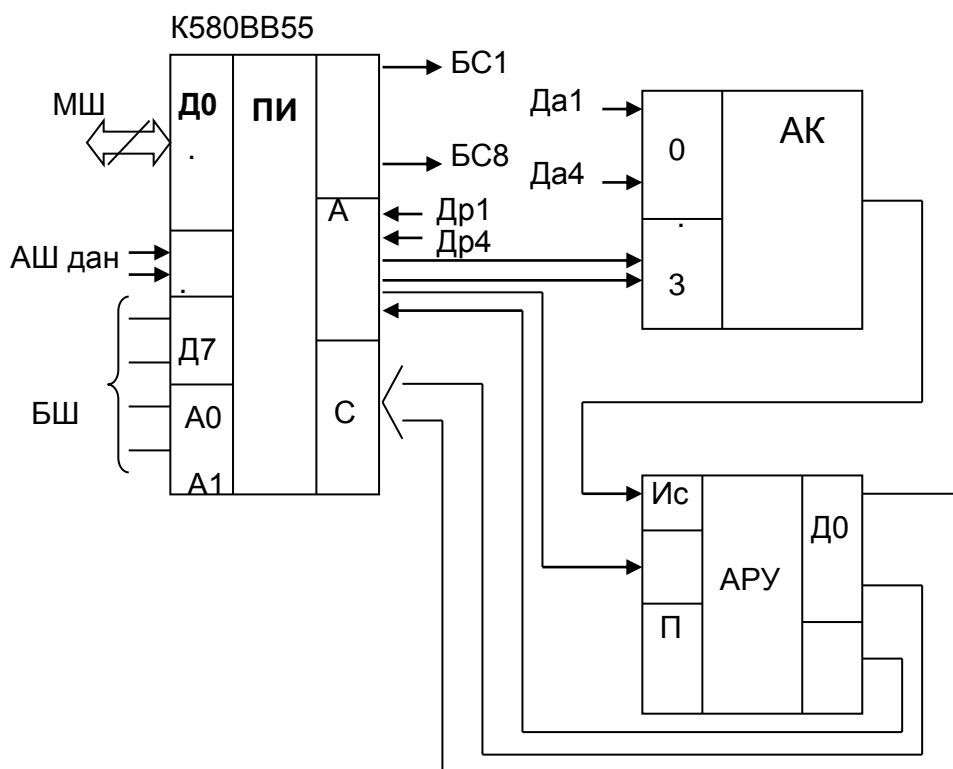 К580ВВ55
БС1
МШ
Д0
ПИ
Да1
АК
.
0
БС8
Да4
А
Др1
Др4
.
АШ дан
.
3
Д7
БШ
А0
С
А1
Ис
Д0
АРУ
П